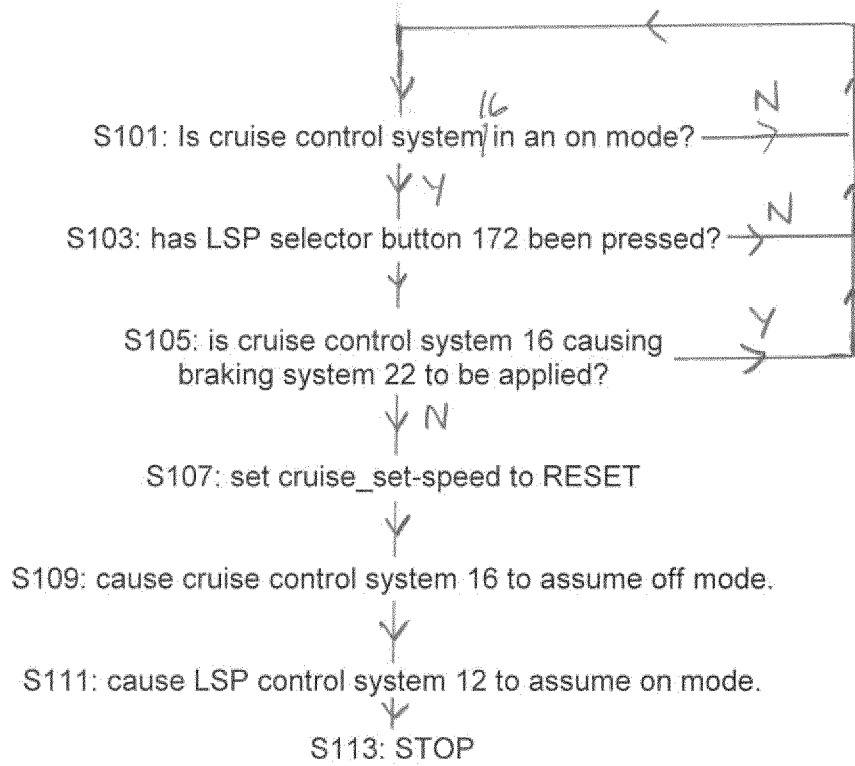 16
S101: Is cruise control system in an on mode?
N
Y
S103: has LSP selector button 172 been pressed?
N
S105: is cruise control system 16 causing
braking system 22 to be applied?
Y
N
S107: set cruise_set-speed to RESET
S109: cause cruise control system 16 to assume off mode.
S111: cause LSP control system 12 to assume on mode.
S113: STOP